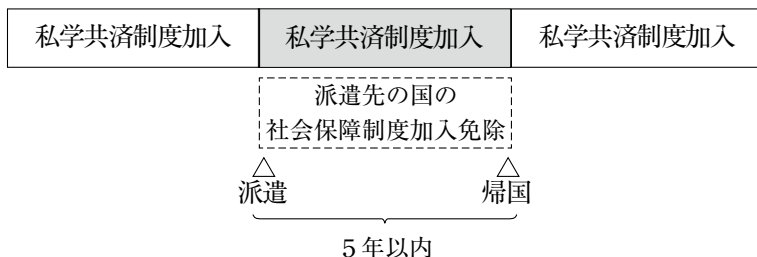 私学共済制度加入 私学共済制度加入 私学共済制度加入
派遣先の国の
社会保障制度加入免除
派遣 帰国
5年以内